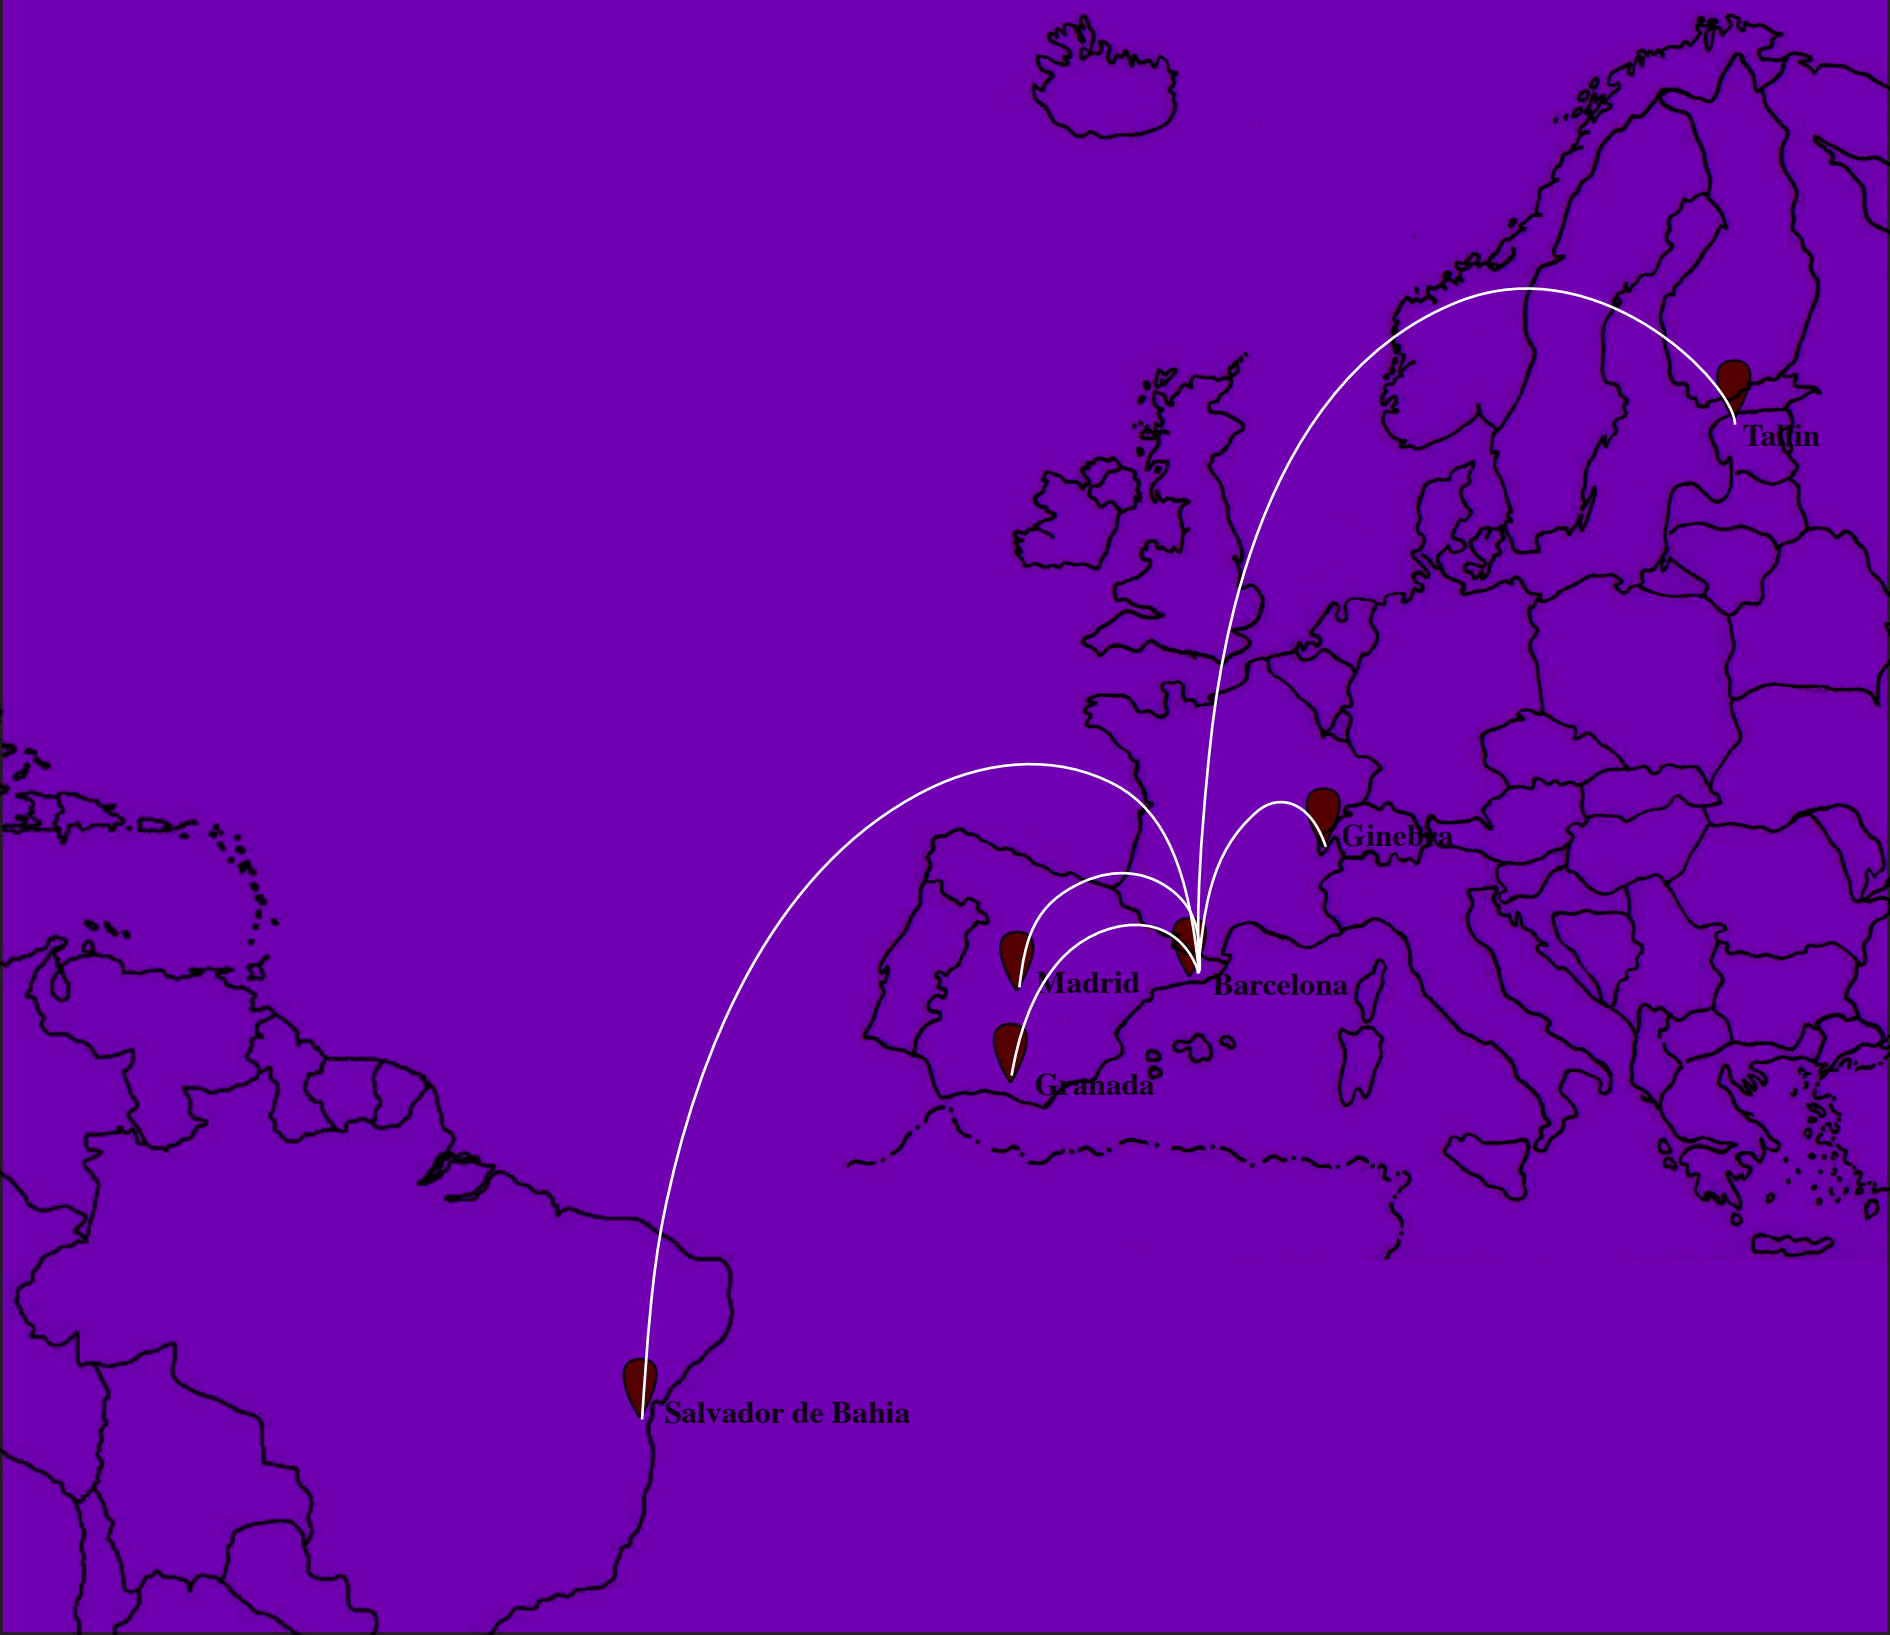 Tallin
Ginebra
Madrid
Barcelona
Granada
Salvador de Bahia